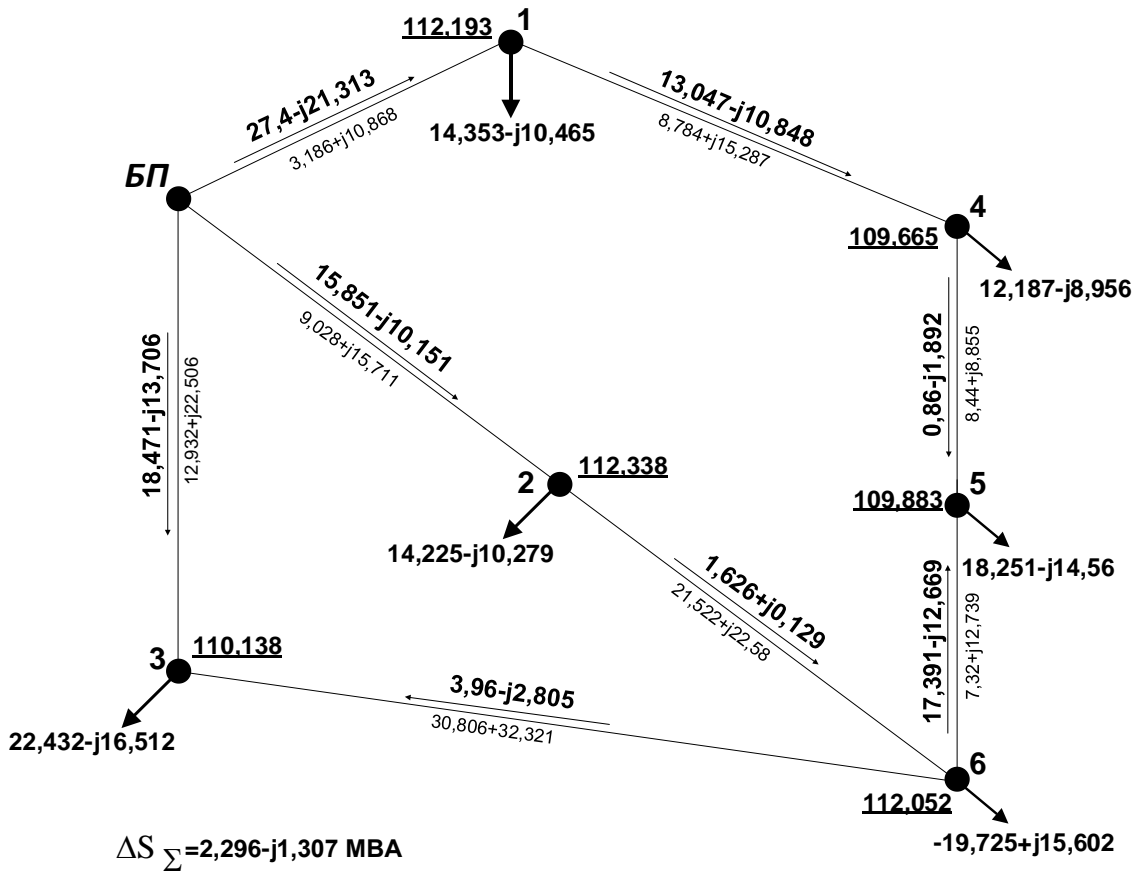 1
112,193
27,4-j21,313
3,186+j10,868
14,353-j10,465
13,047-j10,848
8,784+j15,287
БП
4
109,665
12,187-j8,956
15,851-j10,151
9,028+j15,711
18,471-j13,706
12,932+j22,506
0,86-j1,892
8,44+j8,855
2
112,338
14,225-j10,279
5
109,883
18,251-j14,56
1,626+j0,129
21,522+j22,58
17,391-j12,669
7,32+j12,739
3
110,138
3,96-j2,805
30,806+32,321
22,432-j16,512
6
112,052
-19,725+j15,602
ΔS Σ=2,296-j1,307 МВА